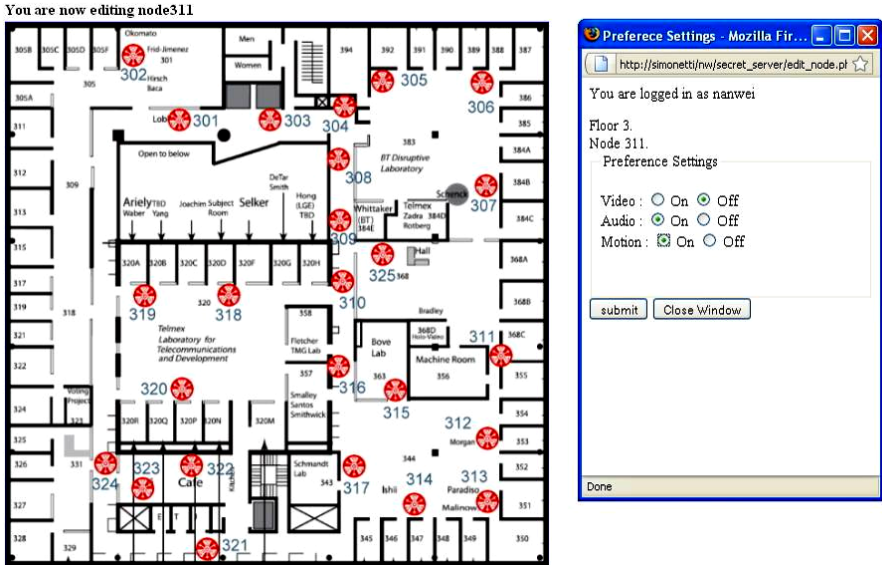 You are now editing node311
Okomato
305B 305C 305D 305F
Frid-Jimenez
301
302
Hirsch
Baca
305
305A
Men
Women
394 392 391 390 389 388 387
305
306
386
385
301
303
304
311
Open to below
383
BT Disruptive
Laboratory
384A
308
312
309
384B
307
Schenck
DeTar
Smith
313
Ariely TBD
Waber Yang
Joachim
Subject
Room
Selker
Hong
(LGE)
TBD
Whittaker
(BT)
384E
Telmex
Zadra
Rotberg
384D
384C
309
315
320A 320B 320C 320D 320F 320G 320H
Hall
325
368
368A
317
310
319
318
320
368B
319
318
358
Bradley
321
Telmex
Laboratory for
Telecommunications
and Development
Fletcher
TMG Lab
Bove
Lab
368D
Holo-Video
311
368C
Machine Room
322
357
316
363
356
355
320
Smalley
Santos
Smithwick
315
Voting
Project
324
323
320R 320Q 320P 320N
320M
312
354
325
Morgan
353
326
331
324
323
322
Cafe
Kitchen
Schmandt
Lab
343
317
344
Ishii
314
313
Paradiso
Malinow
352
327
351
E T
328
329
321
345 346 347 348 349 350
Preferece Settings - Mozilla Fir...
http://simonetti/nw/secret_server/edit_node.ph
You are logged in as nanwei
Floor 3.
Node 311.
Preference Settings
Video : On Off
Audio : On Off
Motion : On Off
submit Close Window
Done